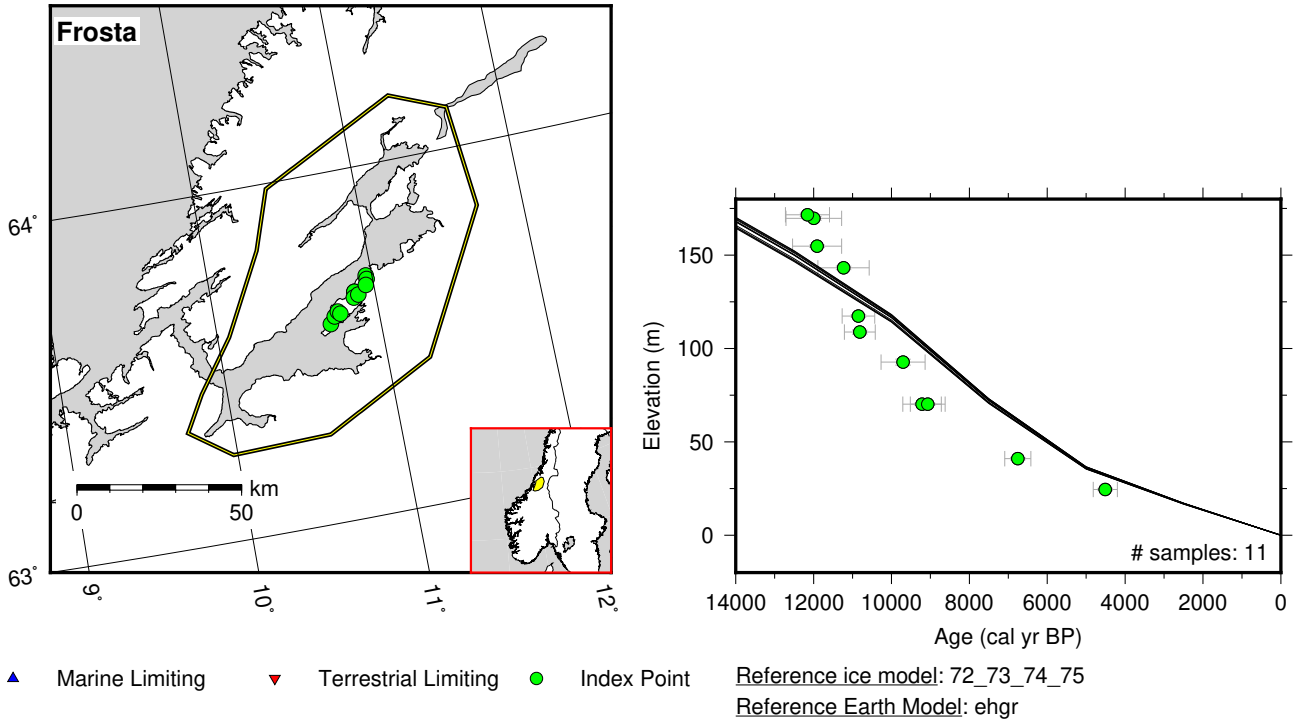 Frosta
64°
63°
9°
10°
11°
12°
km
0 50
150
100
50
0
Elevation (m)
# samples: 11
14000 12000 10000 8000 6000 4000 2000 0
Age (cal yr BP)
Marine Limiting Terrestrial Limiting Index Point
Reference ice model: 72_73_74_75
Reference Earth Model: ehgr